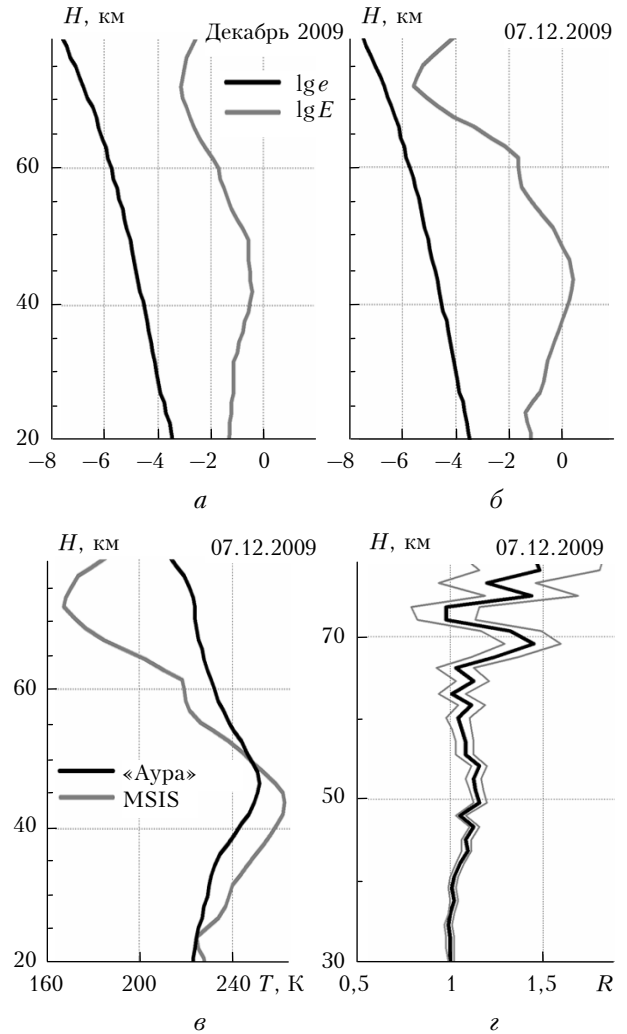 H, км
Декабрь 2009
lg e
lg E
60
40
20
−8 −6 −4 −2 0
а
H, км
07.12.2009
−8 −6 −4 −2 0
б
H, км
07.12.2009
60
«Аура»
MSIS
40
20
160 200 240 T, К
в
H, км
07.12.2009
70
50
30
0,5 1 1,5 R
г